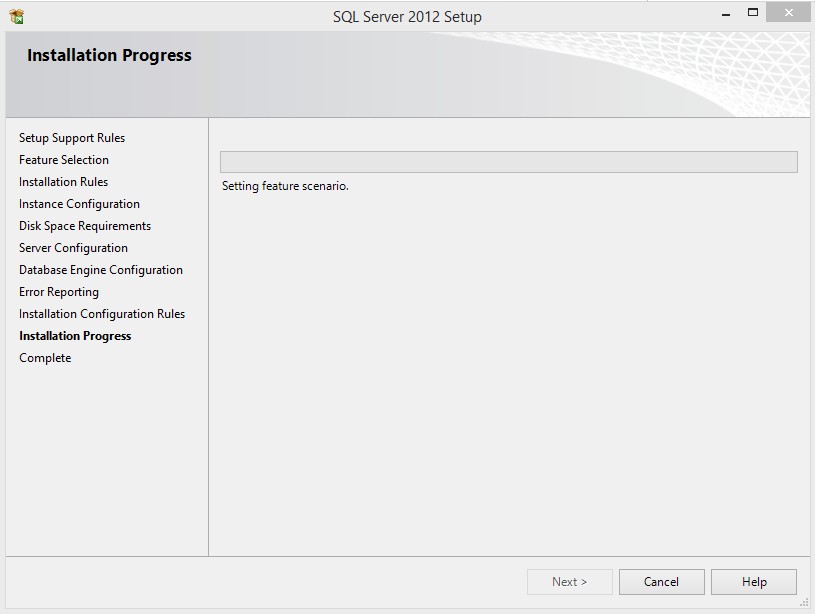 SQL Server 2012 Setup
Installation Progress
Setup Support Rules
Feature Selection
Installation Rules
Instance Configuration
Disk Space Requirements
Server Configuration
Database Engine Configuration
Error Reporting
Installation Configuration Rules
Installation Progress
Complete
Setting feature scenario.
Next >
Cancel
Help